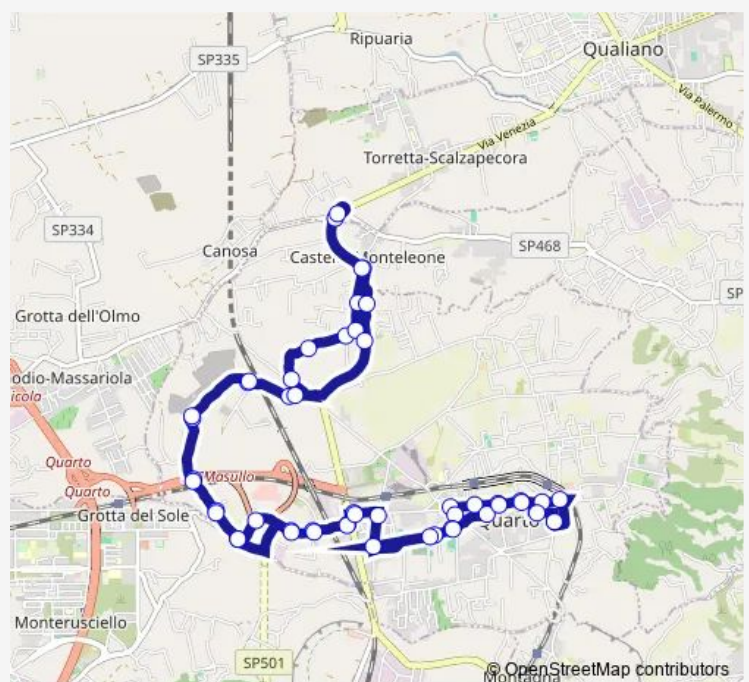 Ripuaria
Qualiano
SP335
Via Palermo
Via Venezia
Torretta-Scalzapecora
SP334
Canosa
SP468
Monteleone
SP
Grotta dell'Olmo
odio-Massariola
icola
Quarto
Masullo
Quarto
Grotta del Sole
Quarto
Monterusciello
SP501
© OpenStreetMap contributors